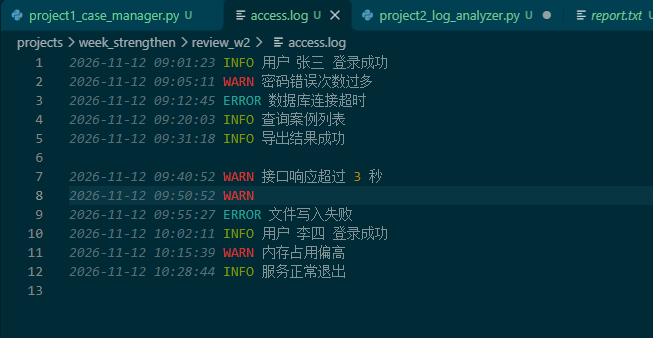 project1_case_manager.py U access.log U project2_log_analyzer.py U report.txt U
projects > week_strengthen > review_w2 > access.log
1 2026-11-12 09:01:23 INFO 用户 张三 登录成功
2 2026-11-12 09:05:11 WARN 密码错误次数过多
3 2026-11-12 09:12:45 ERROR 数据库连接超时
4 2026-11-12 09:20:03 INFO 查询案例列表
5 2026-11-12 09:31:18 INFO 导出结果成功
6
7 2026-11-12 09:40:52 WARN 接口响应超过 3 秒
8 2026-11-12 09:50:52 WARN
9 2026-11-12 09:55:27 ERROR 文件写入失败
10 2026-11-12 10:02:11 INFO 用户 李四 登录成功
11 2026-11-12 10:15:39 WARN 内存占用偏高
12 2026-11-12 10:28:44 INFO 服务正常退出
13